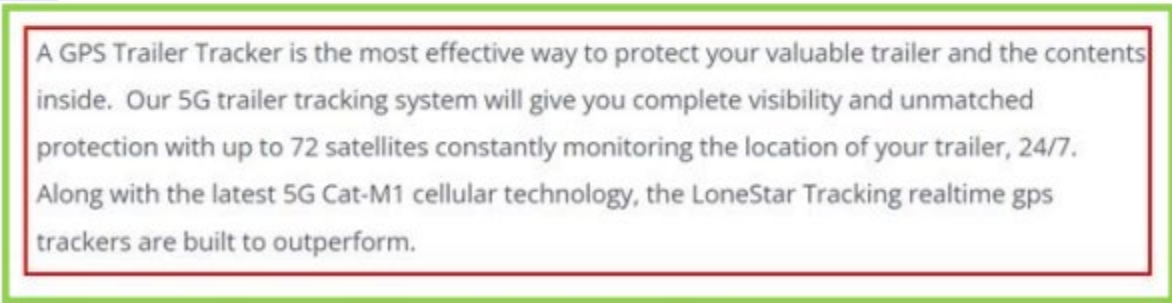 A GPS Trailer Tracker is the most effective way to protect your valuable trailer and the contents
inside.  Our 5G trailer tracking system will give you complete visibility and unmatched
protection with up to 72 satellites constantly monitoring the location of your trailer, 24/7.
Along with the latest 5G Cat-M1 cellular technology, the LoneStar Tracking realtime gps
trackers are built to outperform.